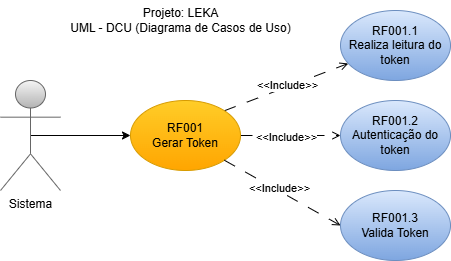 Projeto: LEKA
UML - DCU (Diagrama de Casos de Uso)
RF001.1
Realiza leitura do
token
<<Include>>
RF001
Gerar Token
<<Include>>
RF001.2
Autenticação do
token
<<Include>>
Sistema
RF001.3
Valida Token